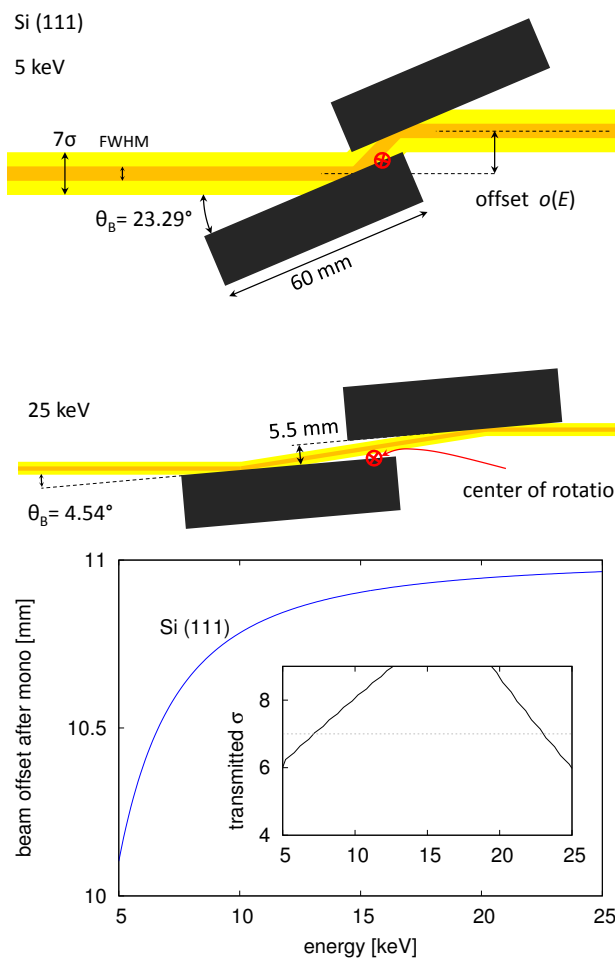 Si (111)
5 keV
7σ
FWHM
θB= 23.29°
60 mm
offset o(E)
25 keV
5.5 mm
θB= 4.54°
center of rotatio
11
10.5
10
beam offset after mono [mm]
Si (111)
8
6
4
transmitted σ
5 10 15 20 25
5 10 15 20 25
energy [keV]